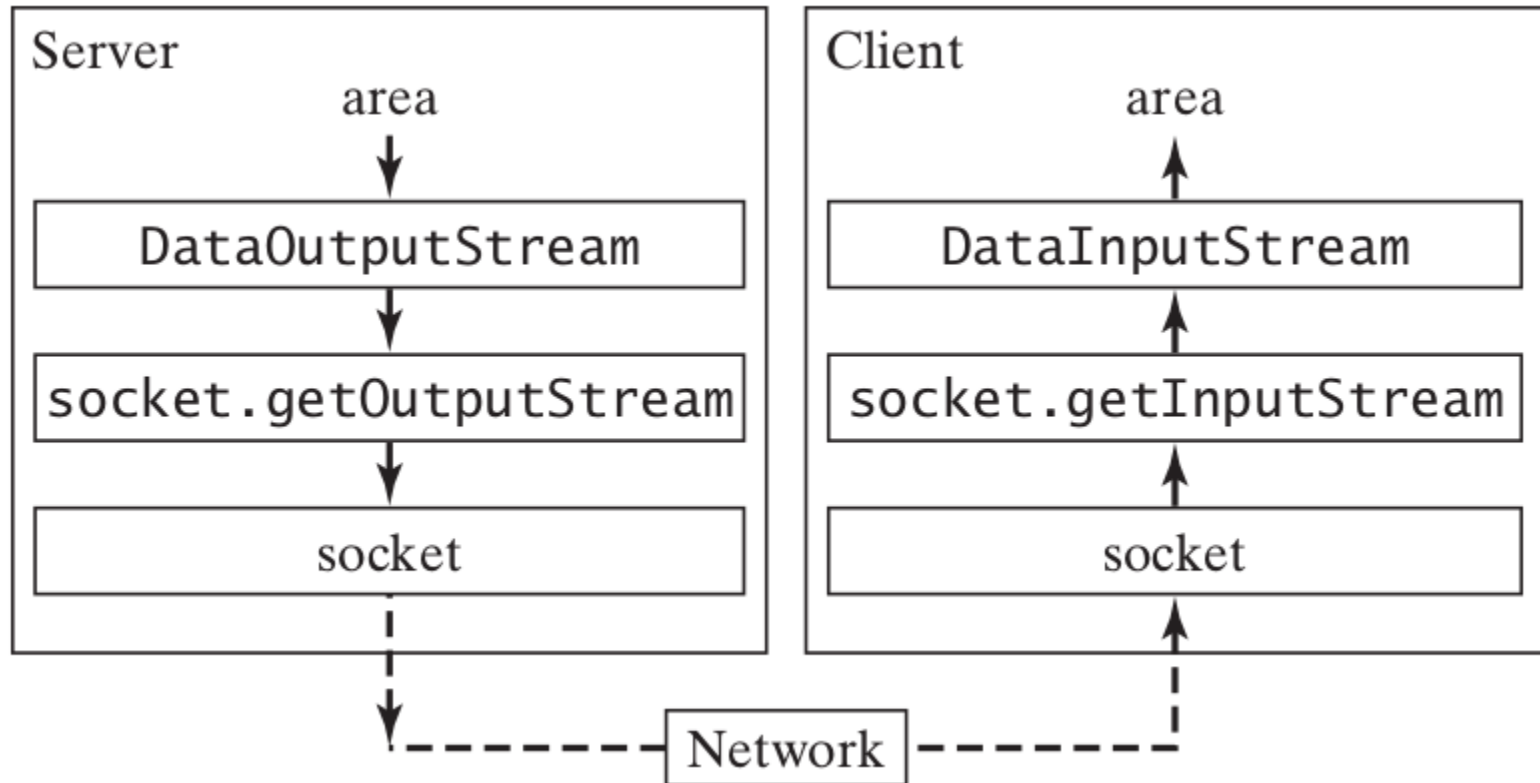 Server
area
DataOutputStream
socket.getOutputStream
socket
Client
area
DataInputStream
socket.getInputStream
socket
Network